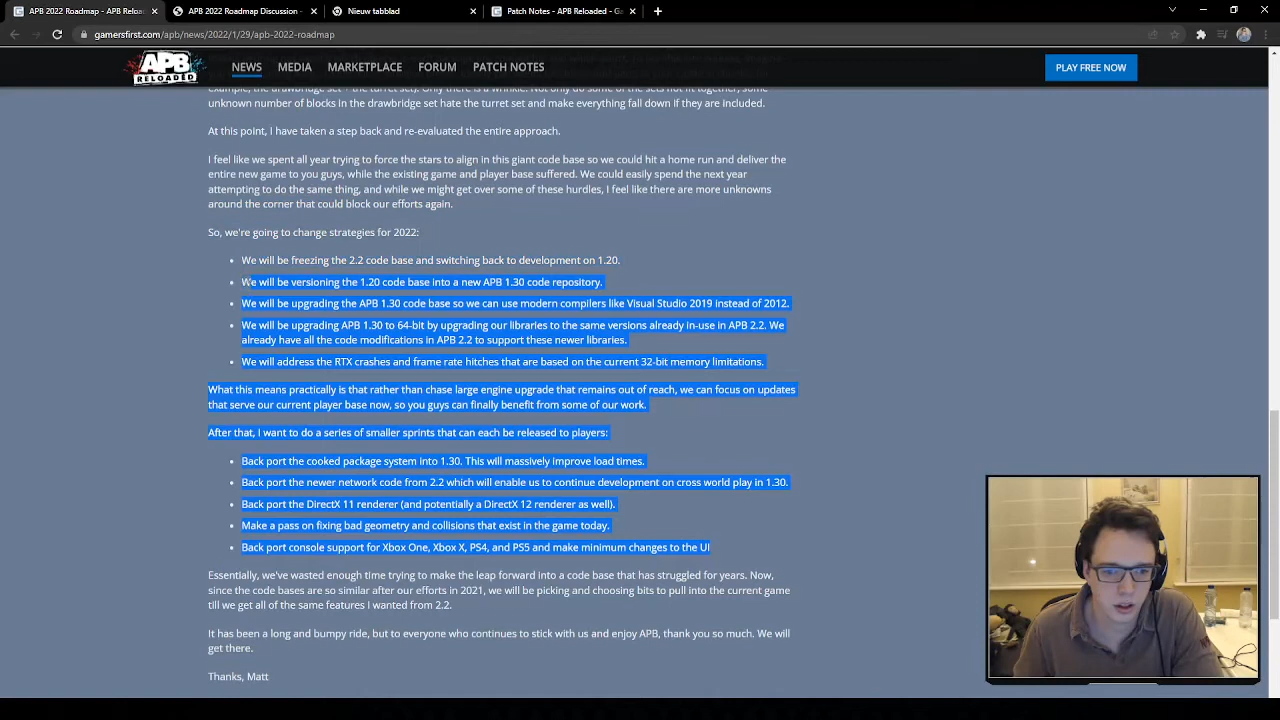 APB 2022 Roadmap - APB Reloaded -
APB 2022 Roadmap Discussion -
Nieuw tabblad
Patch Notes - APB Reloaded - Ga
gamersfirst.com/apb/news/2022/1/29/apb-2022-roadmap
APB
RELOADED
NEWS
MEDIA
MARKETPLACE
FORUM
PATCH NOTES
PLAY FREE NOW
example, the drawbridge set + the turret set). Only there is a wrinkle. Not only do some of the sets not fit together, some
unknown number of blocks in the drawbridge set hate the turret set and make everything fall down if they are included.
At this point, I have taken a step back and re-evaluated the entire approach.
I feel like we spent all year trying to force the stars to align in this giant code base so we could hit a home run and deliver the
entire new game to you guys, while the existing game and player base suffered. We could easily spend the next year
attempting to do the same thing, and while we might get over some of these hurdles, I feel like there are more unknowns
around the corner that could block our efforts again.
So, we're going to change strategies for 2022:
• We will be freezing the 2.2 code base and switching back to development on 1.20.
• We will be versioning the 1.20 code base into a new APB 1.30 code repository.
• We will be upgrading the APB 1.30 code base so we can use modern compilers like Visual Studio 2019 instead of 2012.
• We will be upgrading APB 1.30 to 64-bit by upgrading our libraries to the same versions already in-use in APB 2.2. We
already have all the code modifications in APB 2.2 to support these newer libraries.
• We will address the RTX crashes and frame rate hitches that are based on the current 32-bit memory limitations.
What this means practically is that rather than chase large engine upgrade that remains out of reach, we can focus on updates
that serve our current player base now, so you guys can finally benefit from some of our work.
After that, I want to do a series of smaller sprints that can each be released to players:
• Back port the cooked package system into 1.30. This will massively improve load times.
• Back port the newer network code from 2.2 which will enable us to continue development on cross world play in 1.30.
• Back port the DirectX 11 renderer (and potentially a DirectX 12 renderer as well).
• Make a pass on fixing bad geometry and collisions that exist in the game today.
• Back port console support for Xbox One, Xbox X, PS4, and PS5 and make minimum changes to the UI
Essentially, we've wasted enough time trying to make the leap forward into a code base that has struggled for years. Now,
since the code bases are so similar after our efforts in 2021, we will be picking and choosing bits to pull into the current game
till we get all of the same features I wanted from 2.2.
It has been a long and bumpy ride, but to everyone who continues to stick with us and enjoy APB, thank you so much. We will
get there.
Thanks, Matt